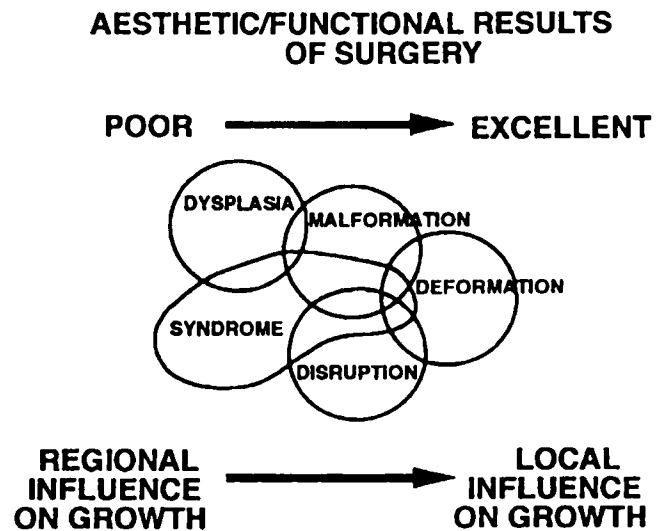 AESTHETIC/FUNCTIONAL RESULTS
OF SURGERY
POOR
EXCELLENT
DYSPLASIA
MALFORMATION
DEFORMATION
SYNDROME
DISRUPTION
REGIONAL
INFLUENCE
ON GROWTH
LOCAL
INFLUENCE
ON GROWTH